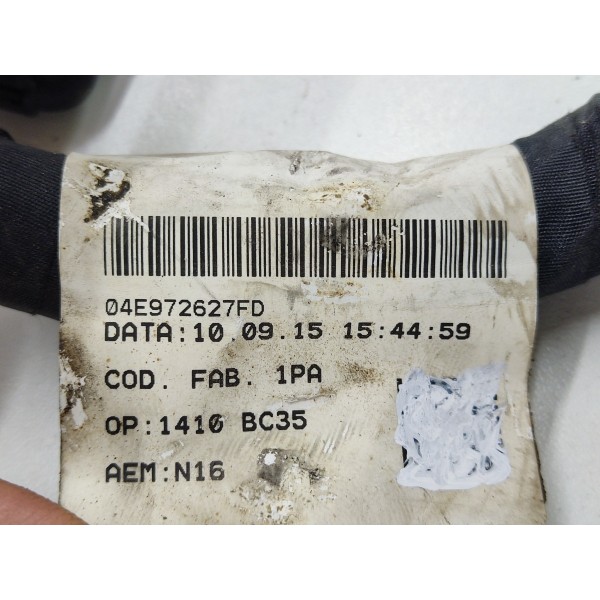 04E972627FD
DATA:10.09.15 15:44:59
COD. FAB. 1PA
OP:1410 BC35
AEM:N16